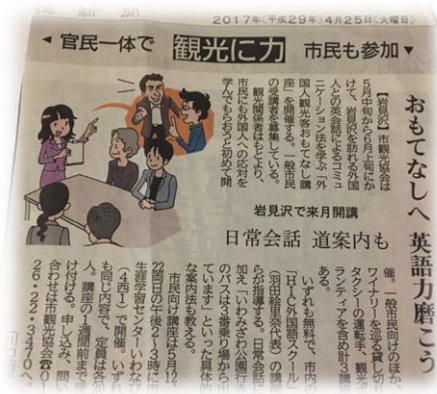 2017年(平成29年)4月25日(火曜日)
官民一体で 観光に力 市民も参加▼
おもてなしへ 英語力磨こう
岩見沢で来月開講
日常会話 道案内も
【岩見沢】市観光協会は
5月中旬から6月上旬にか
けて、岩見沢を訪れる外国
人との英会話によるコミュ
ニケーション法を学ぶ「外
国人観光客おもてなし講
座」を開催する。一般市民
の受講者を募集している。
観光関係者はもとより、
市民にも外国人への応対を
学んでもらおうと初めて開
催。一般市民向けのほか、
ワイナリーを巡る貸し切り
タクシーの運転手、観光ボ
ランティアを含め計3講
ある。
いずれも無料で、市内の
「HIC外国語スクール」
(羽田絵里奈代表)の講師
らが指導する。日常会話に
加え「いわみざわ公園行き
のバスは3番乗り場から出
ています」といった具体的
な案内法も教える。
市民向け講座は5月12、
22両日の午後2〜3時に市
生涯学習センターいわなび
(4西1)で開催。いずれ
も同じ内容で、定員は各
人。講座の1週間前まで受
け付ける。申し込み、問い
合わせは市観光協会☎0
26・22・3470へ。